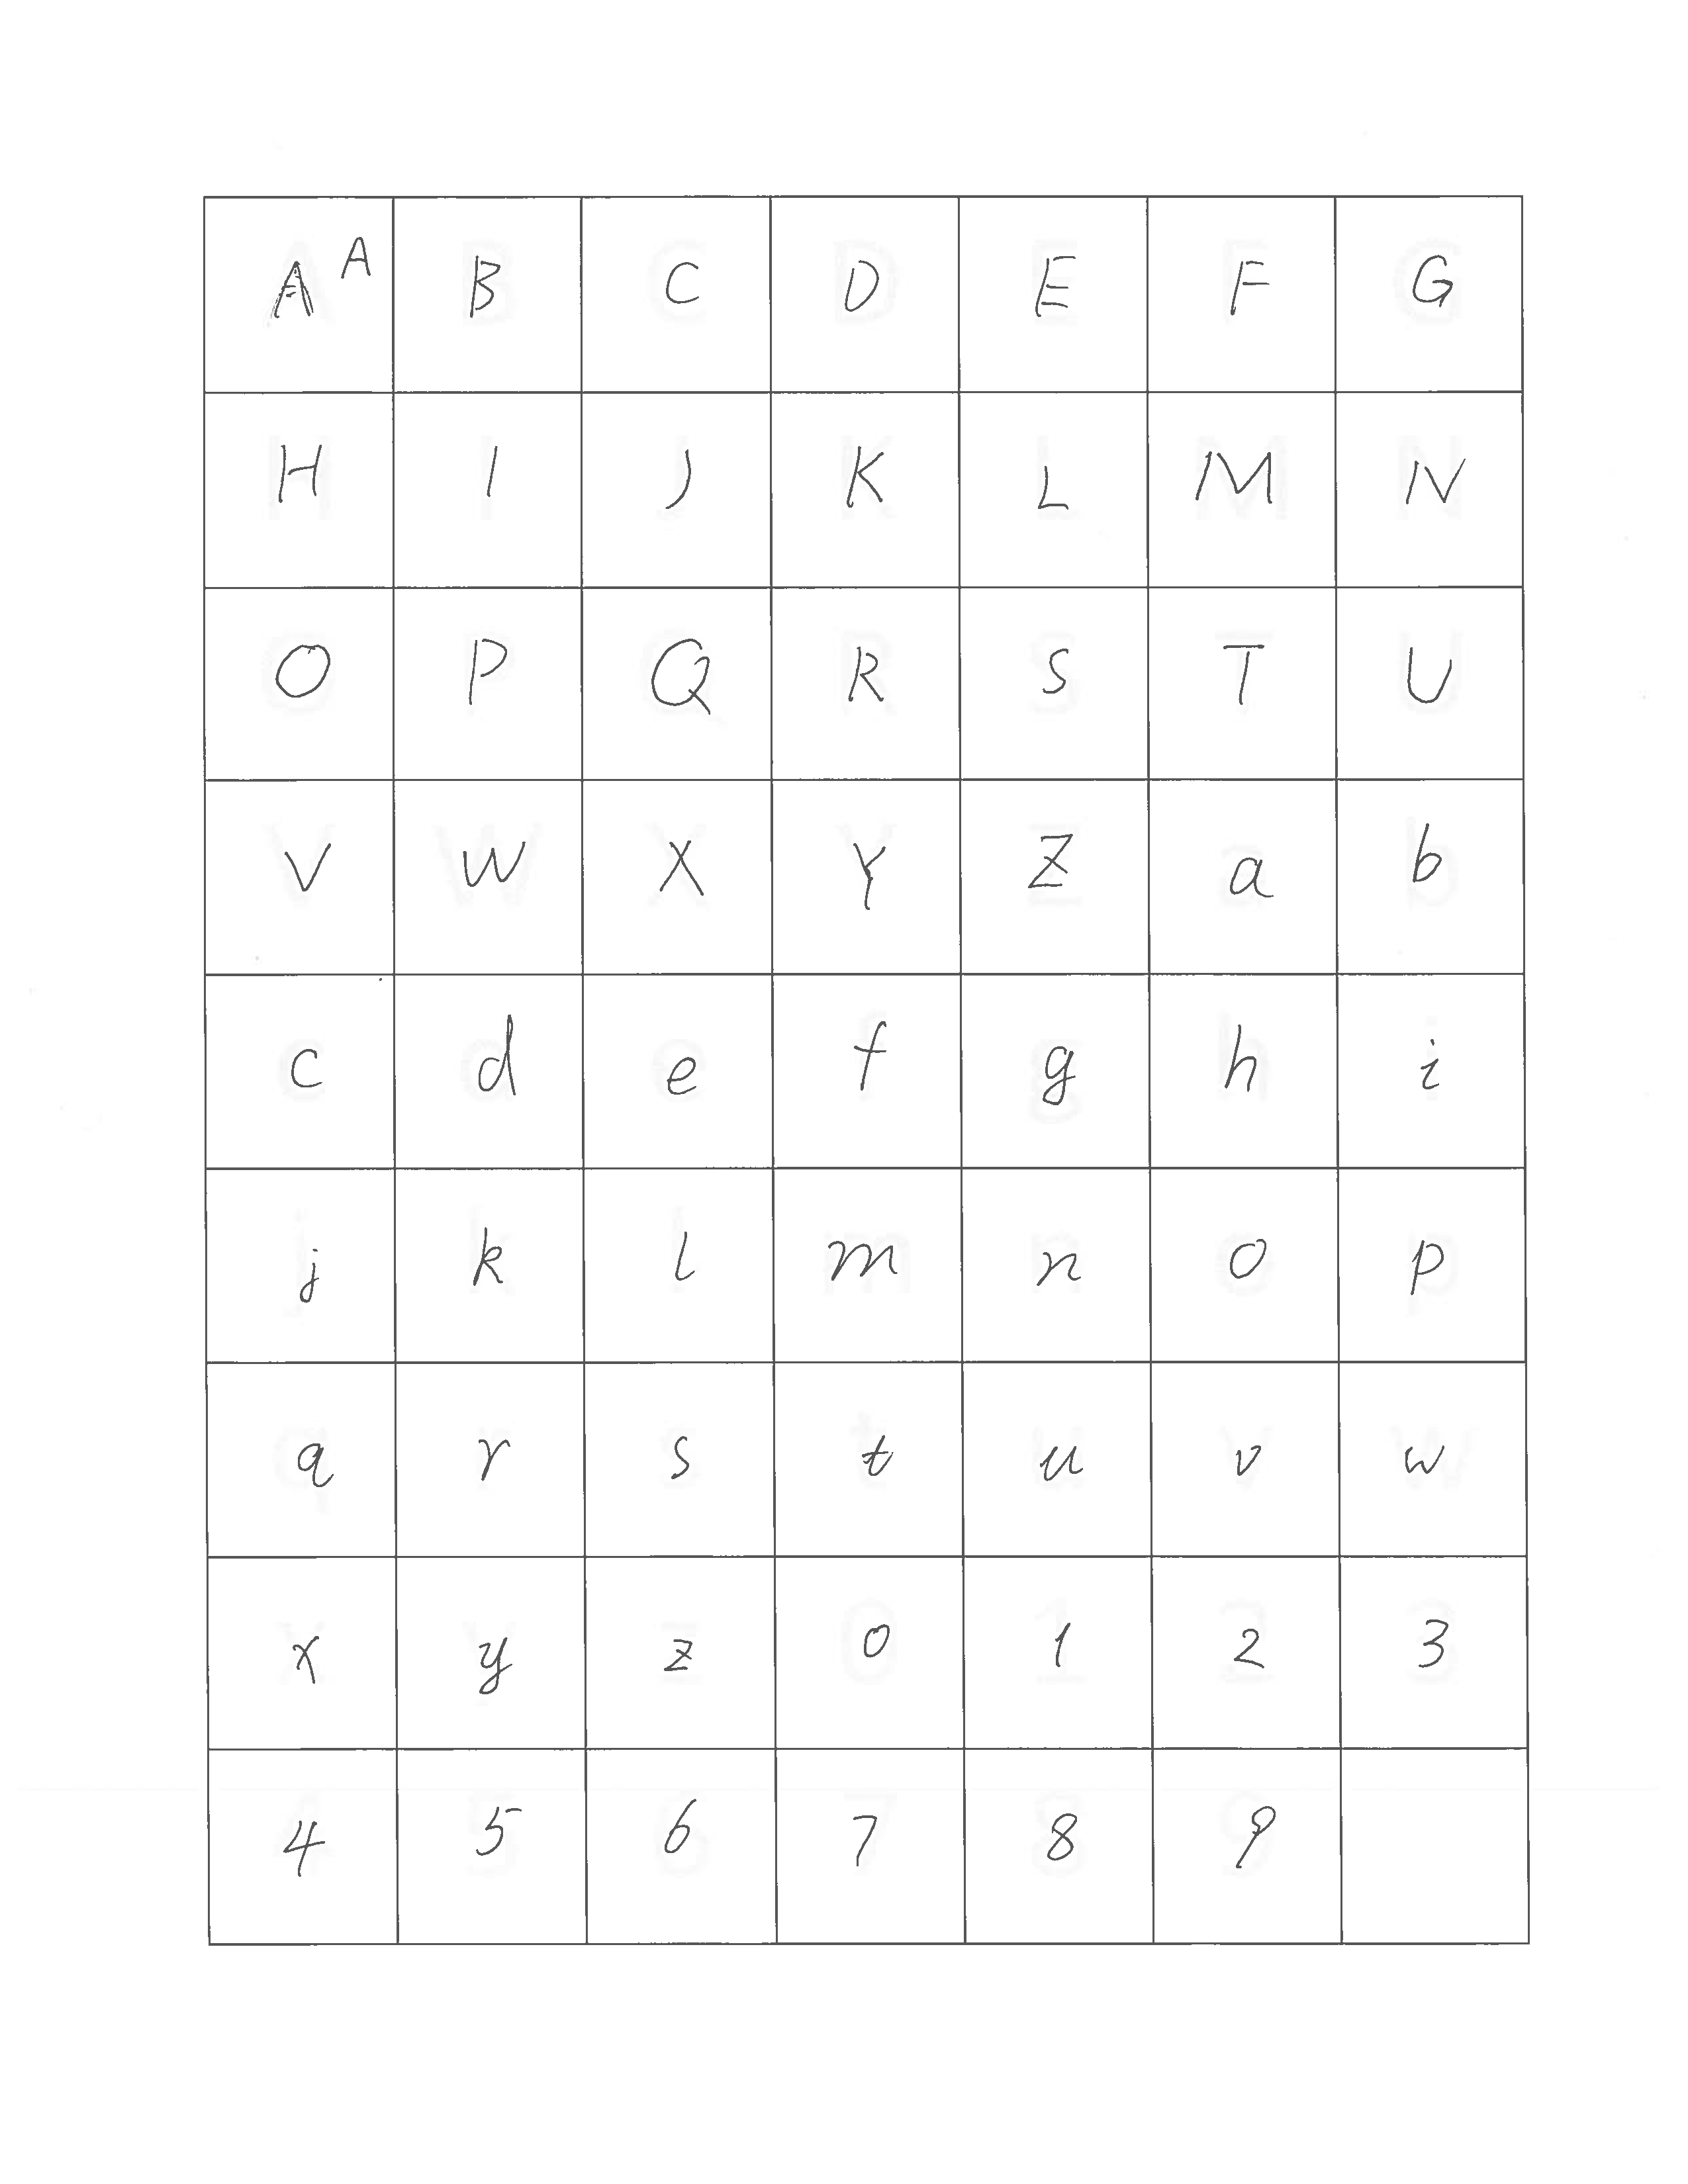 A A B C D E F G
H I J K L M N
O P Q R S T U
V W X Y Z a b
c d e f g h i
j k l m n o p
q r s t u v w
x y z 0 1 2 3
4 5 6 7 8 9